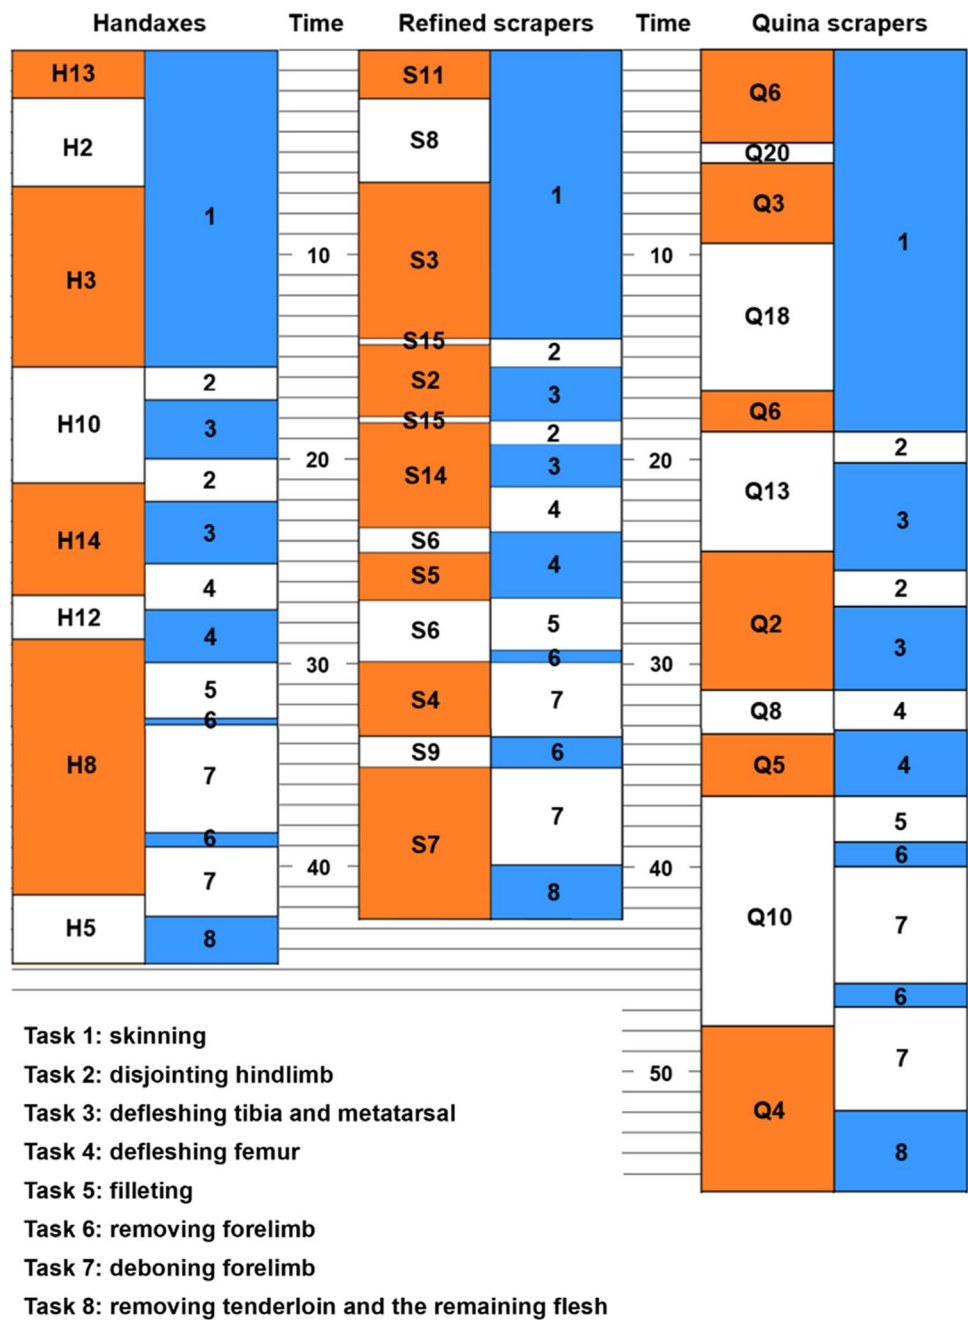 Handaxes Time Refined scrapers Time Quina scrapers
H13
H2
H3
H10
H14
H12
H8
H5
1
2
3
2
3
4
4
5
6
7
6
7
8
10
20
30
40
S11
S8
S3
S15
S2
S15
S14
S6
S5
S6
S4
S9
S7
1
2
3
2
3
4
4
5
6
7
6
7
8
10
20
30
40
50
Q6
Q20
Q3
Q18
Q6
Q13
Q2
Q8
Q5
Q10
Q4
1
2
3
2
3
4
4
5
6
7
6
7
8
Task 1: skinning
Task 2: disjointing hindlimb
Task 3: defleshing tibia and metatarsal
Task 4: defleshing femur
Task 5: filleting
Task 6: removing forelimb
Task 7: deboning forelimb
Task 8: removing tenderloin and the remaining flesh